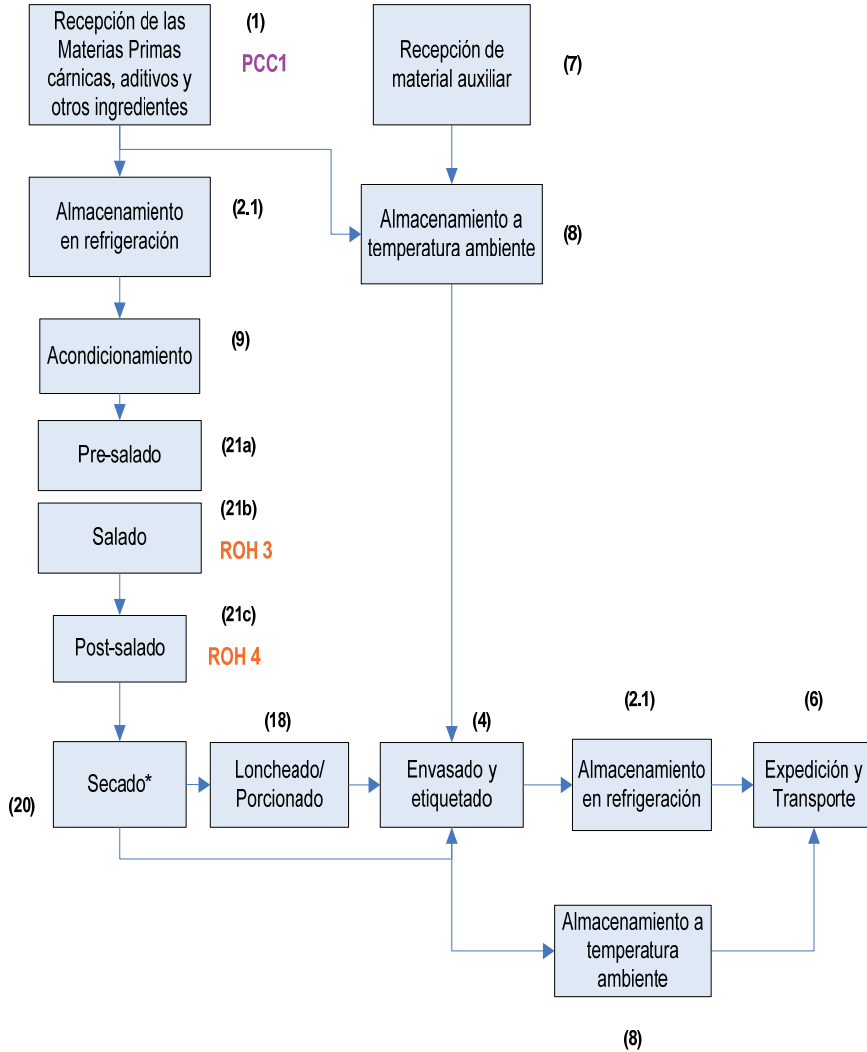 Recepción de las
Materias Primas
cárnicas, aditivos y
otros ingredientes
(1)
PCC1
Recepción de
material auxiliar
(7)
Almacenamiento
en refrigeración
(2.1)
Almacenamiento a
temperatura ambiente
(8)
Acondicionamiento
(9)
Pre-salado
(21a)
Salado
(21b)
ROH 3
Post-salado
(21c)
ROH 4
(20)
Secado*
(18)
Loncheado/
Porcionado
(4)
Envasado y
etiquetado
(2.1)
Almacenamiento
en refrigeración
(6)
Expedición y
Transporte
Almacenamiento a
temperatura
ambiente
(8)